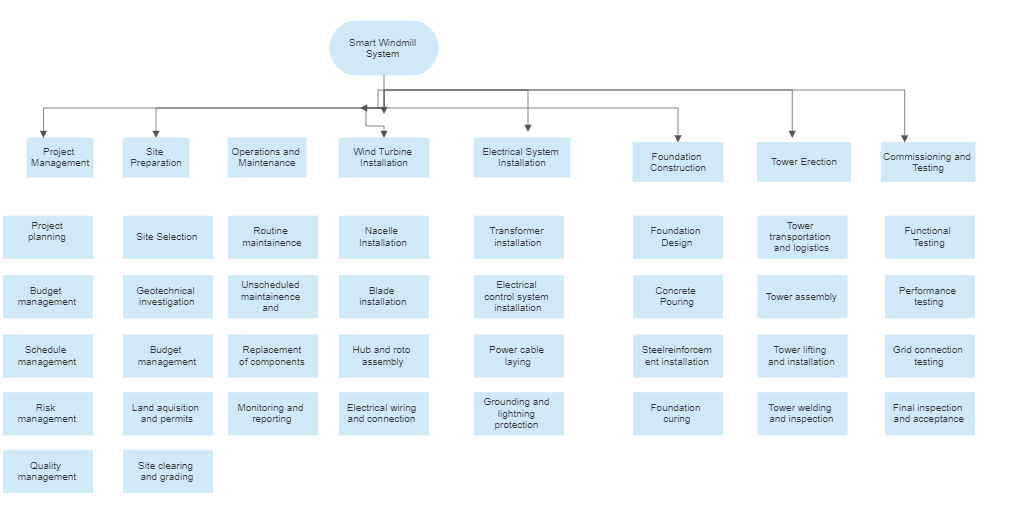 Smart Windmill
System
Project
Management
Site
Preparation
Operations and
Maintenance
Wind Turbine
Installation
Electrical System
Installation
Foundation
Construction
Tower Erection
Commissioning and
Testing
Project
planning
Site Selection
Routine
maintainence
Nacelle
Installation
Transformer
installation
Foundation
Design
Tower
transportation
and logistics
Functional
Testing
Budget
management
Geotechnical
investigation
Unscheduled
maintainence
and
Blade
installation
Electrical
control system
installation
Concrete
Pouring
Tower assembly
Performance
testing
Schedule
management
Budget
management
Replacement
of components
Hub and roto
assembly
Power cable
laying
Steelreinforcem
ent installation
Tower lifting
and installation
Grid connection
testing
Risk
management
Land aquisition
and permits
Monitoring and
reporting
Electrical wiring
and connection
Grounding and
lightning
protection
Foundation
curing
Tower welding
and inspection
Final inspection
and acceptance
Quality
management
Site clearing
and grading